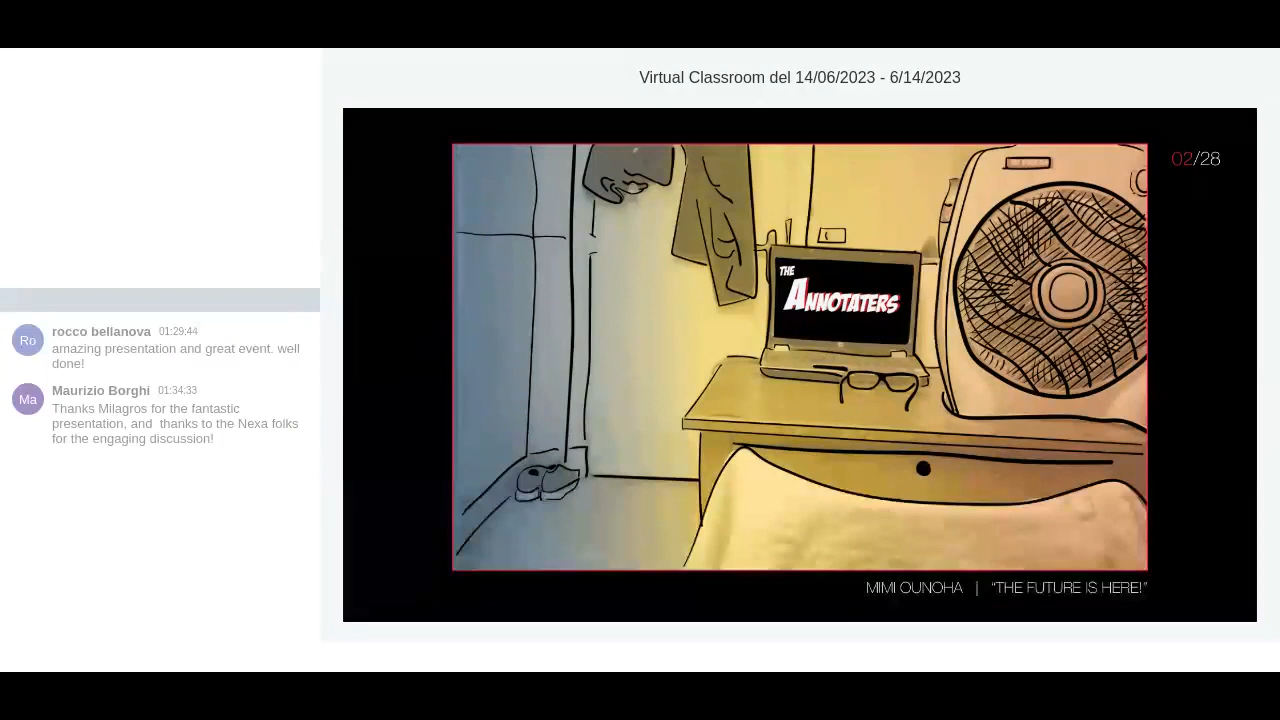 Virtual Classroom del 14/06/2023 - 6/14/2023
02/28
THE
ANNOTATERS
MIMI OUNOHA | “THE FUTURE IS HERE!”
Ro
rocco bellanova 01:29:44
amazing presentation and great event. well
done!
Ma
Maurizio Borghi 01:34:33
Thanks Milagros for the fantastic
presentation, and  thanks to the Nexa folks
for the engaging discussion!